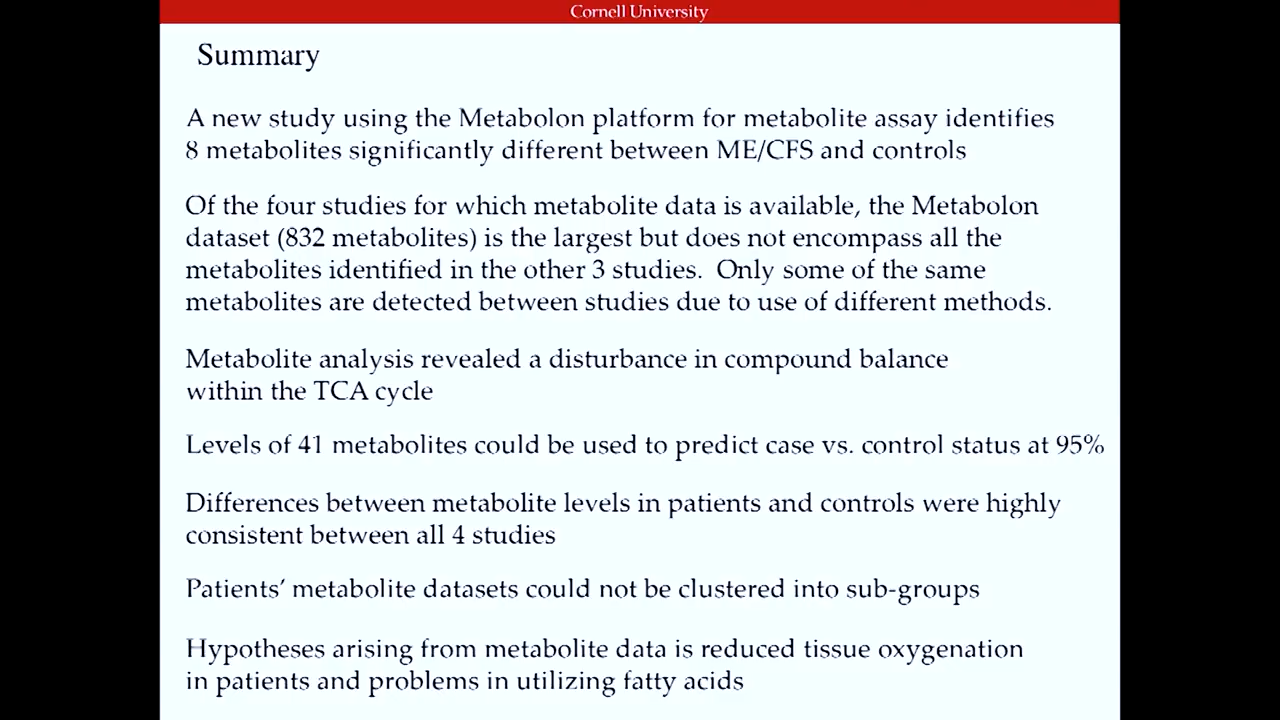 Cornell University
Summary
A new study using the Metabolon platform for metabolite assay identifies
8 metabolites significantly different between ME/CFS and controls
Of the four studies for which metabolite data is available, the Metabolon
dataset (832 metabolites) is the largest but does not encompass all the
metabolites identified in the other 3 studies. Only some of the same
metabolites are detected between studies due to use of different methods.
Metabolite analysis revealed a disturbance in compound balance
within the TCA cycle
Levels of 41 metabolites could be used to predict case vs. control status at 95%
Differences between metabolite levels in patients and controls were highly
consistent between all 4 studies
Patients’ metabolite datasets could not be clustered into sub-groups
Hypotheses arising from metabolite data is reduced tissue oxygenation
in patients and problems in utilizing fatty acids